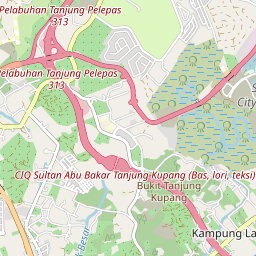 Pelabuhan Tanjung Pelepas
313
Pelabuhan Tanjung Pelepas
313
S
City
CIQ Sultan Abu Bakar Tanjung Kupang (Bas, lori, teksi)
Bukit Tanjung
Kupang
k Besar
Kampung La